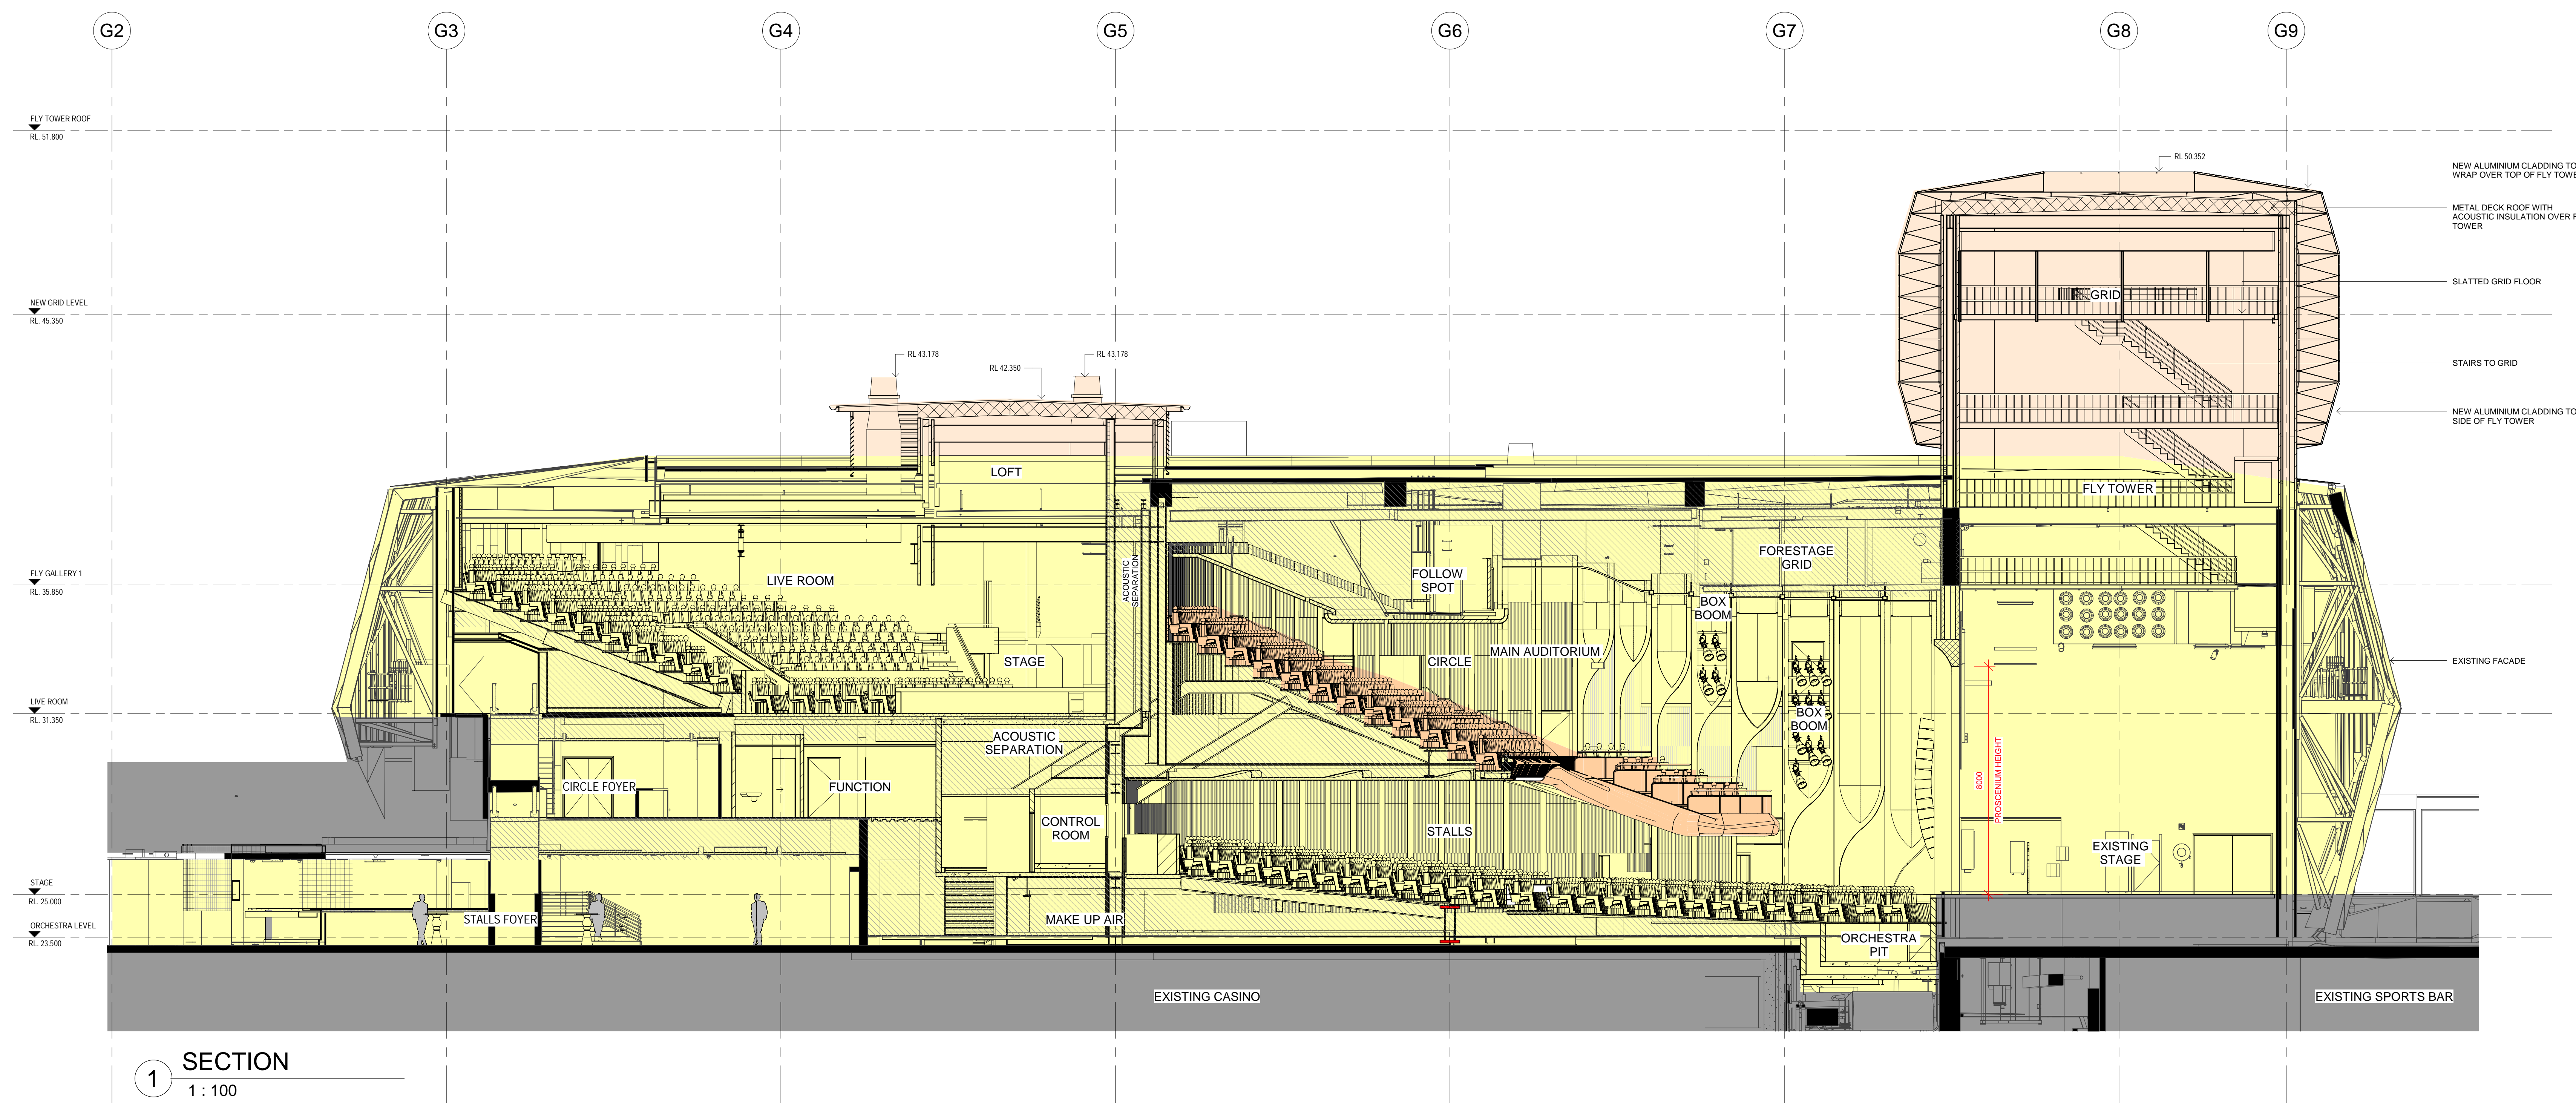 G2
G3
G4
G5
G6
G7
G8
G9
FLY TOWER ROOF
RL. 51.800
RL 50.352
NEW ALUMINIUM CLADDING TO
WRAP OVER TOP OF FLY TOWE
METAL DECK ROOF WITH
ACOUSTIC INSULATION OVER F
TOWER
SLATTED GRID FLOOR
GRID
NEW GRID LEVEL
RL. 45.350
RL 43.178
RL 42.350
RL 43.178
STAIRS TO GRID
NEW ALUMINIUM CLADDING TO
SIDE OF FLY TOWER
LOFT
FLY TOWER
FORESTAGE
GRID
FLY GALLERY 1
RL. 35.850
LIVE ROOM
ACOUSTIC
SEPARATION
FOLLOW
SPOT
BOX
BOOM
MAIN AUDITORIUM
STAGE
CIRCLE
EXISTING FACADE
LIVE ROOM
RL. 31.350
BOX
BOOM
ACOUSTIC
SEPARATION
8000
PROSCENIUM HEIGHT
CIRCLE FOYER
FUNCTION
CONTROL
ROOM
STALLS
EXISTING
STAGE
STAGE
RL. 25.000
STALLS FOYER
MAKE UP AIR
ORCHESTRA LEVEL
RL. 23.500
ORCHESTRA
PIT
EXISTING CASINO
EXISTING SPORTS BAR
1
SECTION
1 : 100